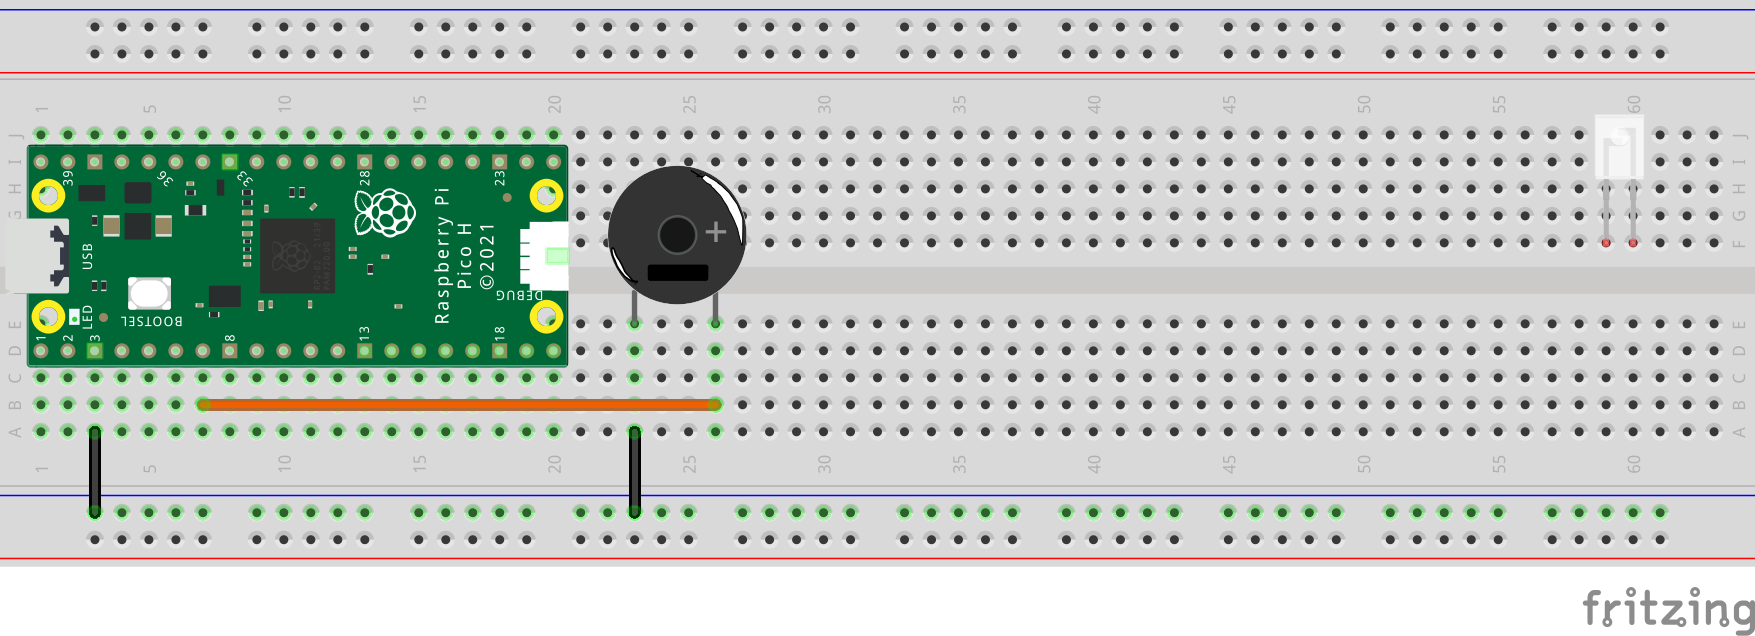 1 5 10 15 20 25 30 35 40 45 50 55 60
J J
I I
H H
G G
F F
39 36 33 28 23
USB
Raspberry Pi
Pico H
©2021
DEBUG
BOOTSEL
LED
+
1 2 3 8 13 18
E E
D D
C C
B B
A A
1 5 10 15 20 25 30 35 40 45 50 55 60
fritzing